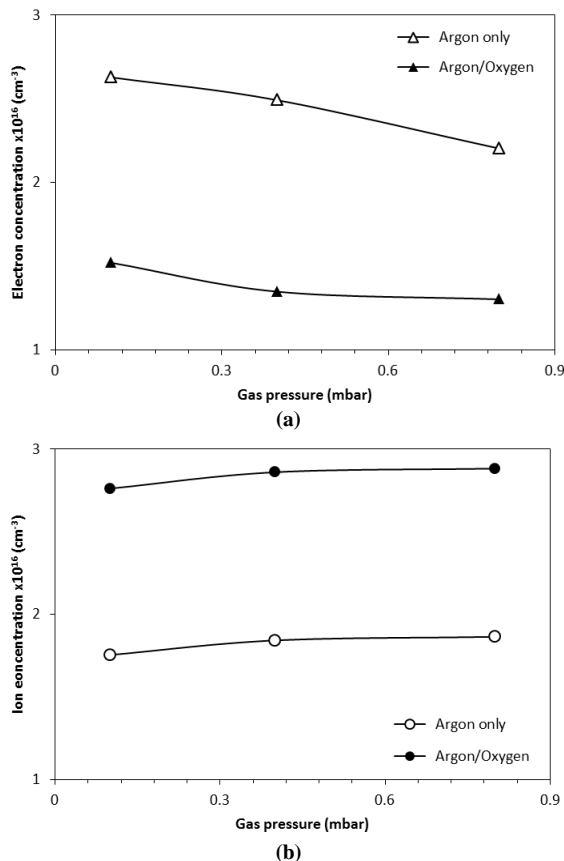 3
Argon only
Argon/Oxygen
Electron concentration x10¹⁶ (cm⁻³)
2
1
0 0.3 0.6 0.9
Gas pressure (mbar)
(a)
3
Ion eoncentration x10¹⁶ (cm⁻³)
2
Argon only
Argon/Oxygen
1
0 0.3 0.6 0.9
Gas pressure (mbar)
(b)